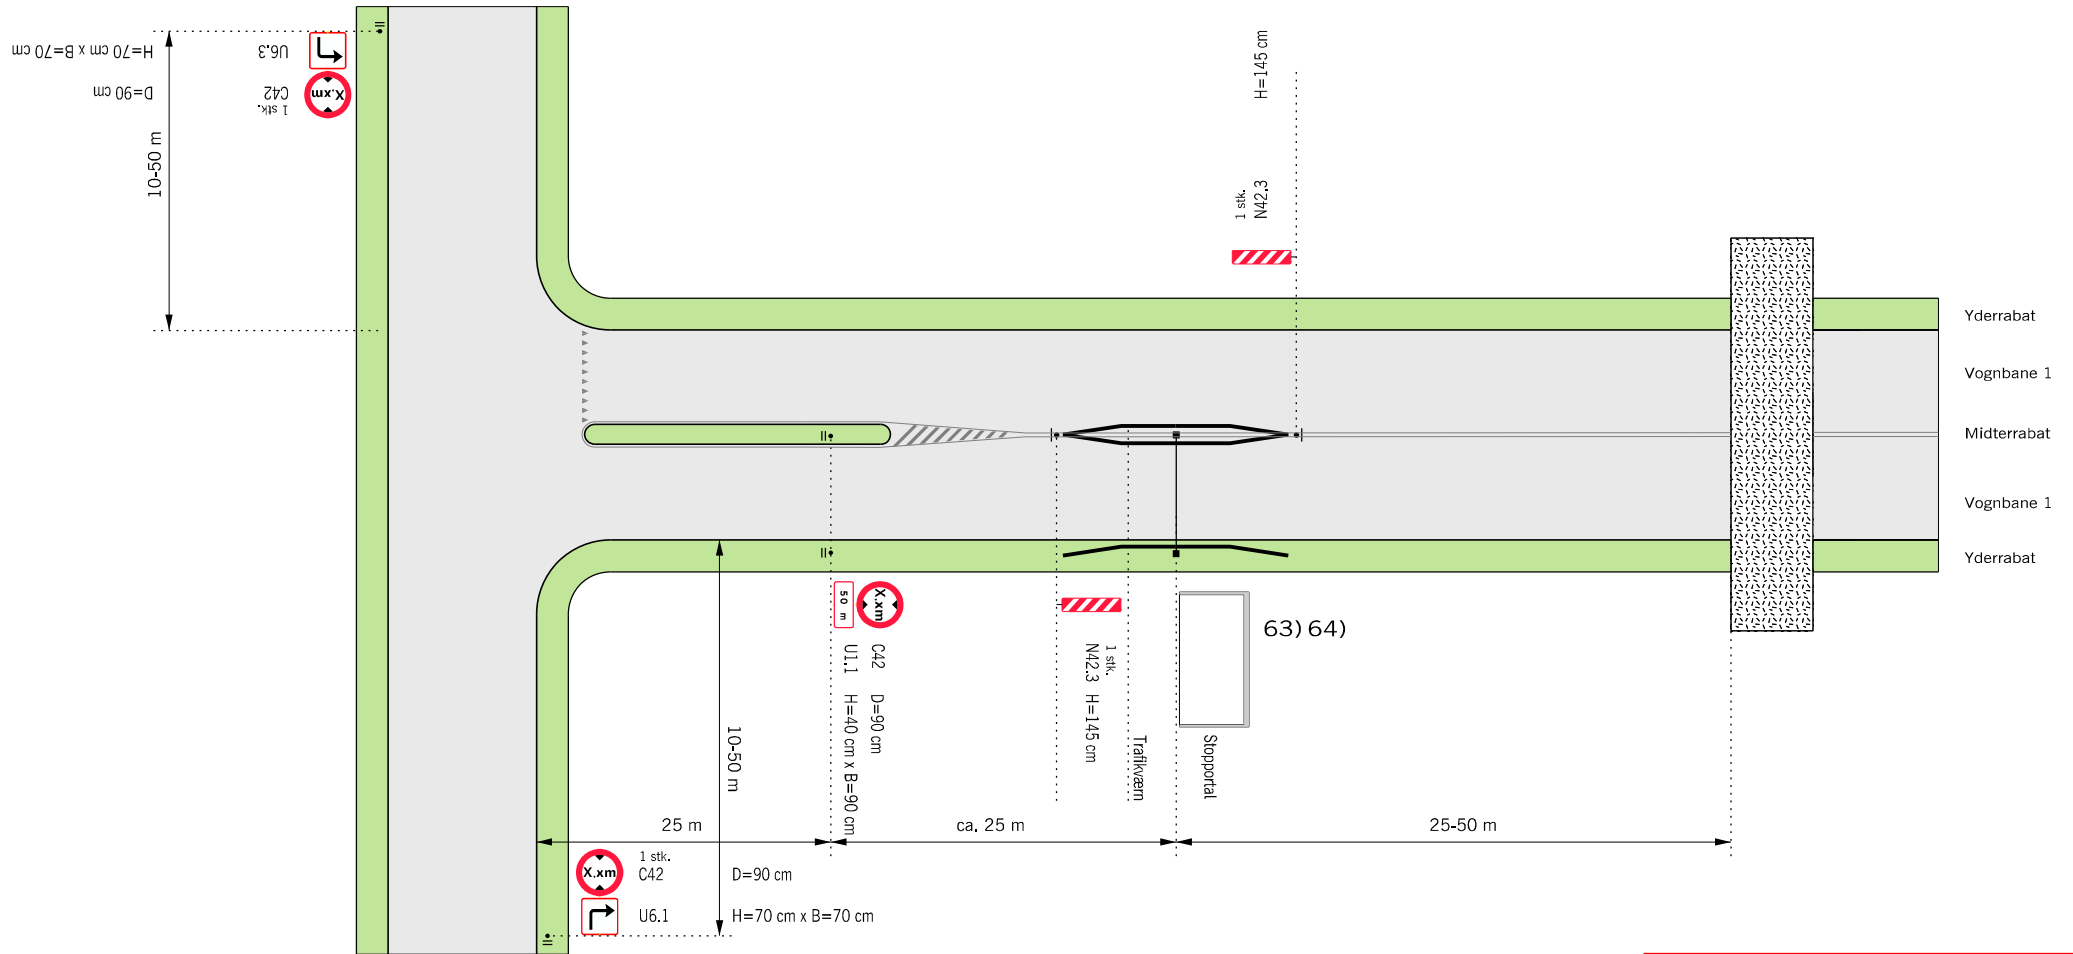 H=70 cm x B=70 cm
U6.3
D=90 cm
C42
1 stk.
X.xm
10-50 m
H=145 cm
1 stk.
N42.3
Yderrabat
Vognbane 1
Midterrabat
Vognbane 1
Yderrabat
50 m
X.xm
C42 D=90 cm
U1.1 H=40 cm x B=90 cm
1 stk.
N42.3 H=145 cm
Trafikværn
Stopportal
63) 64)
10-50 m
25 m
ca. 25 m
25-50 m
X.xm
1 stk.
C42 D=90 cm
U6.1 H=70 cm x B=70 cm